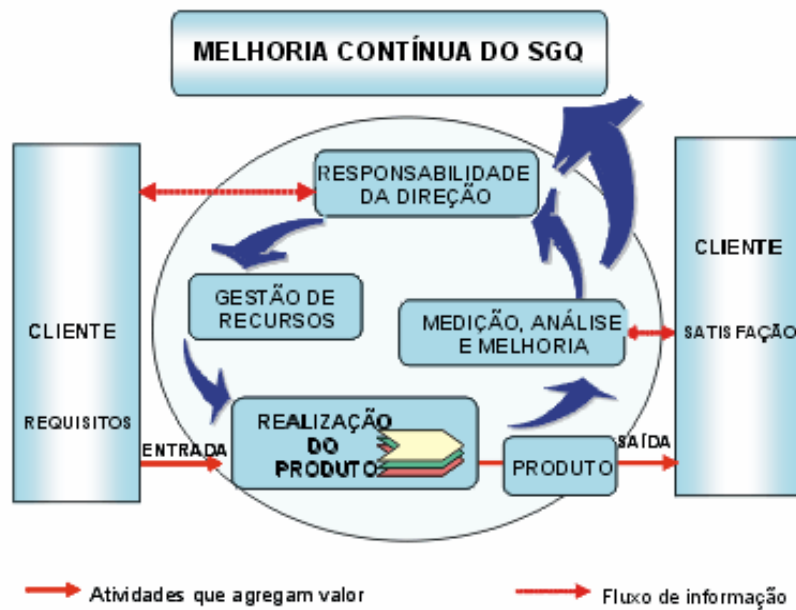 MELHORIA CONTÍNUA DO SGQ
RESPONSABILIDADE
DA DIREÇÃO
GESTÃO DE
RECURSOS
MEDIÇÃO, ANÁLISE
E MELHORIA
CLIENTE
REQUISITOS
CLIENTE
SATISFAÇÃO
ENTRADA
REALIZAÇÃO
DO
PRODUTO
PRODUTO
SAÍDA
Atividades que agregam valor
Fluxo de informação